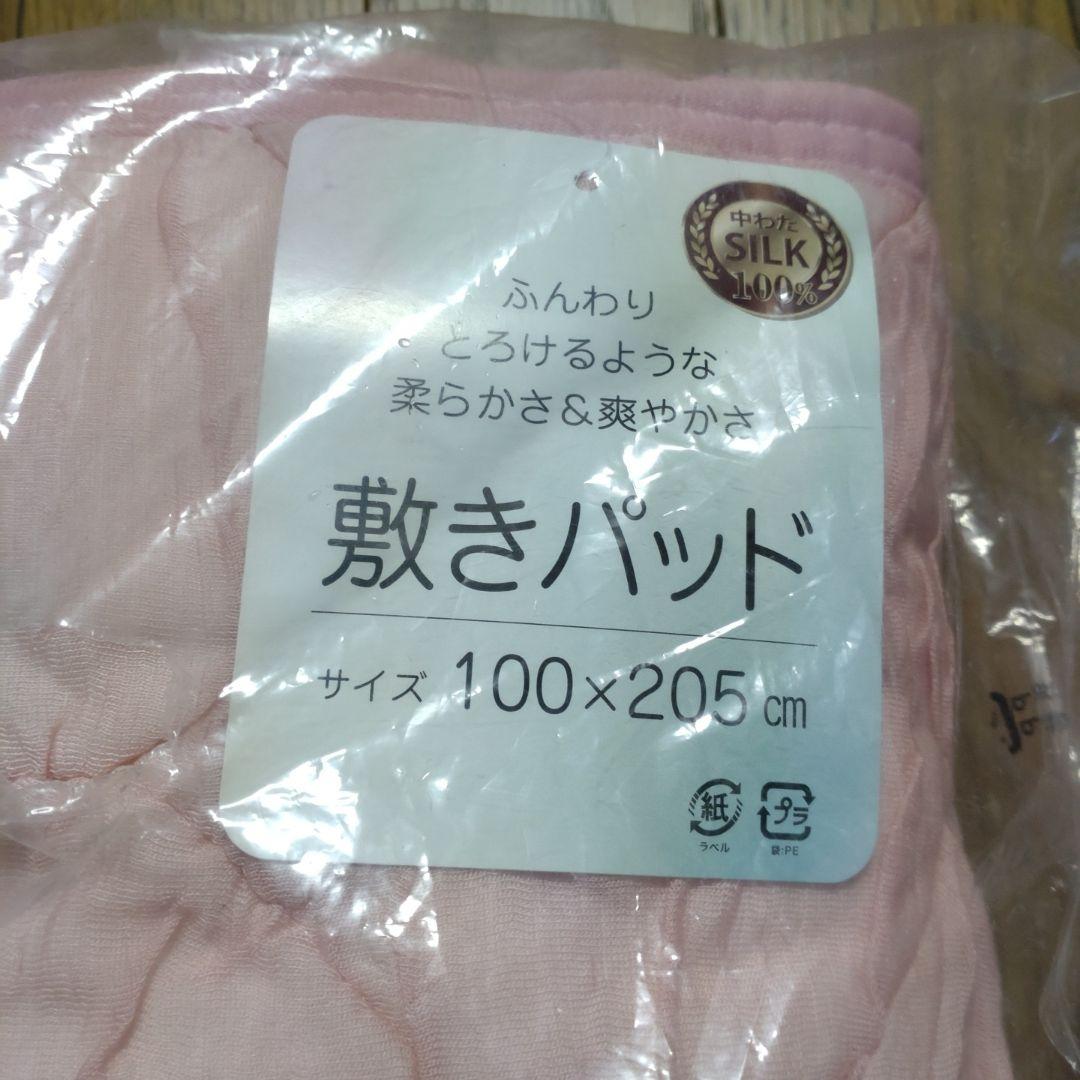 中わた
SILK
100%
ふんわり
とろけるような
柔らかさ&爽やかさ
敷きパッド
サイズ 100×205cm
紙
ラベル
プラ
袋:PE